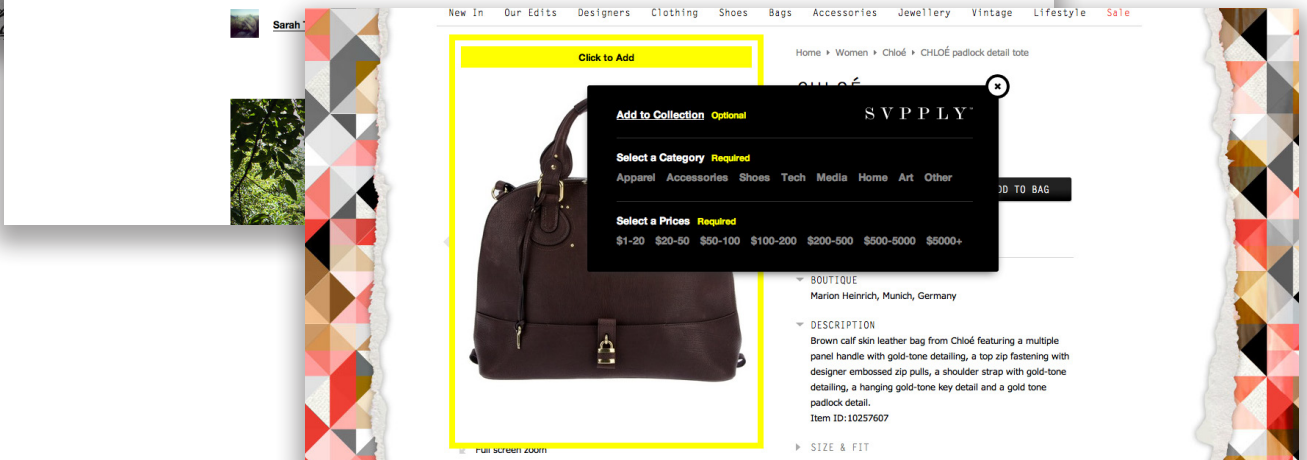 Sarah
New In Our Edits Designers Clothing Shoes Bags Accessories Jewellery Vintage Lifestyle Sale
Click to Add
Home Women Chloé CHLOÉ padlock detail tote
CHLOÉ
Add to Collection Optional
SVPPLY
Select a Category Required
Apparel Accessories Shoes Tech Media Home Art Other
TO BAG
Select a Prices Required
$1-20 $20-50 $50-100 $100-200 $200-500 $500-5000 $5000+
BOUTIQUE
Marion Heinrich, Munich, Germany
DESCRIPTION
Brown calf skin leather bag from Chloé featuring a multiple
panel handle with gold-tone detailing, a top zip fastening with
designer embossed zip pulls, a shoulder strap with gold-tone
detailing, a hanging gold-tone key detail and a gold tone
padlock detail.
Item ID:10257607
SIZE & FIT
Full screen zoom